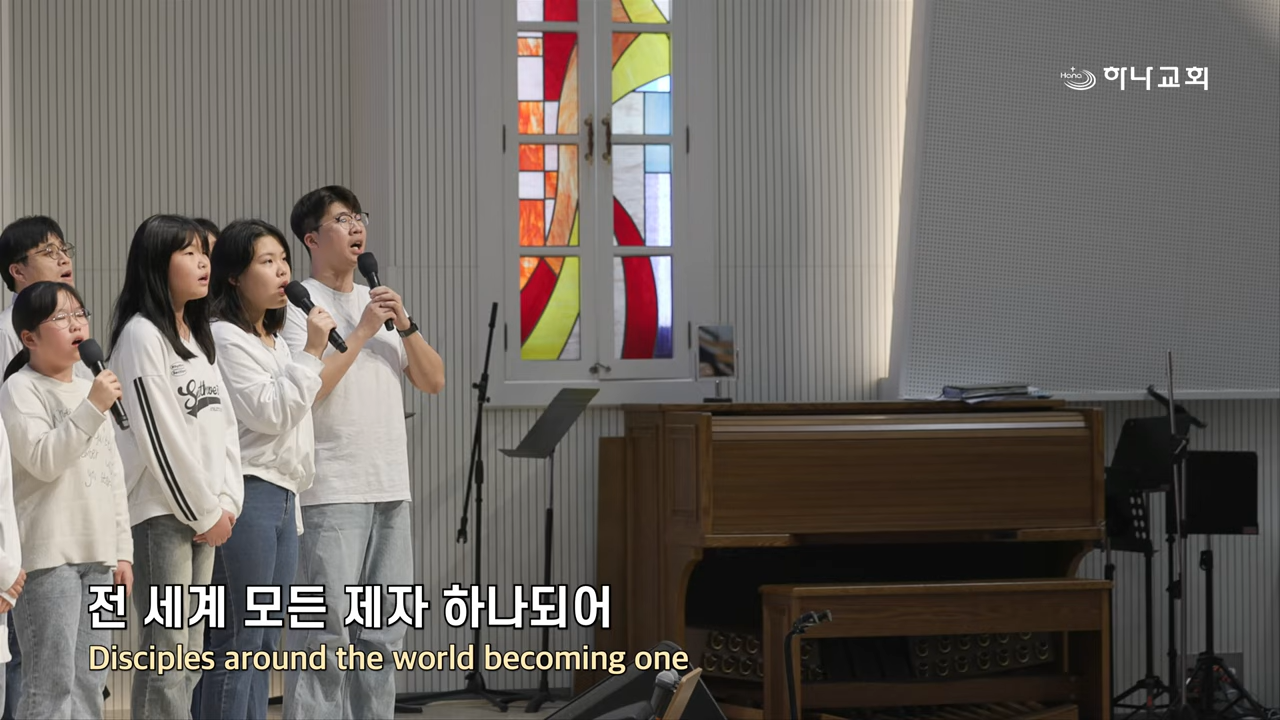 Hana 하나교회
전 세계 모든 제자 하나되어
Disciples around the world becoming one